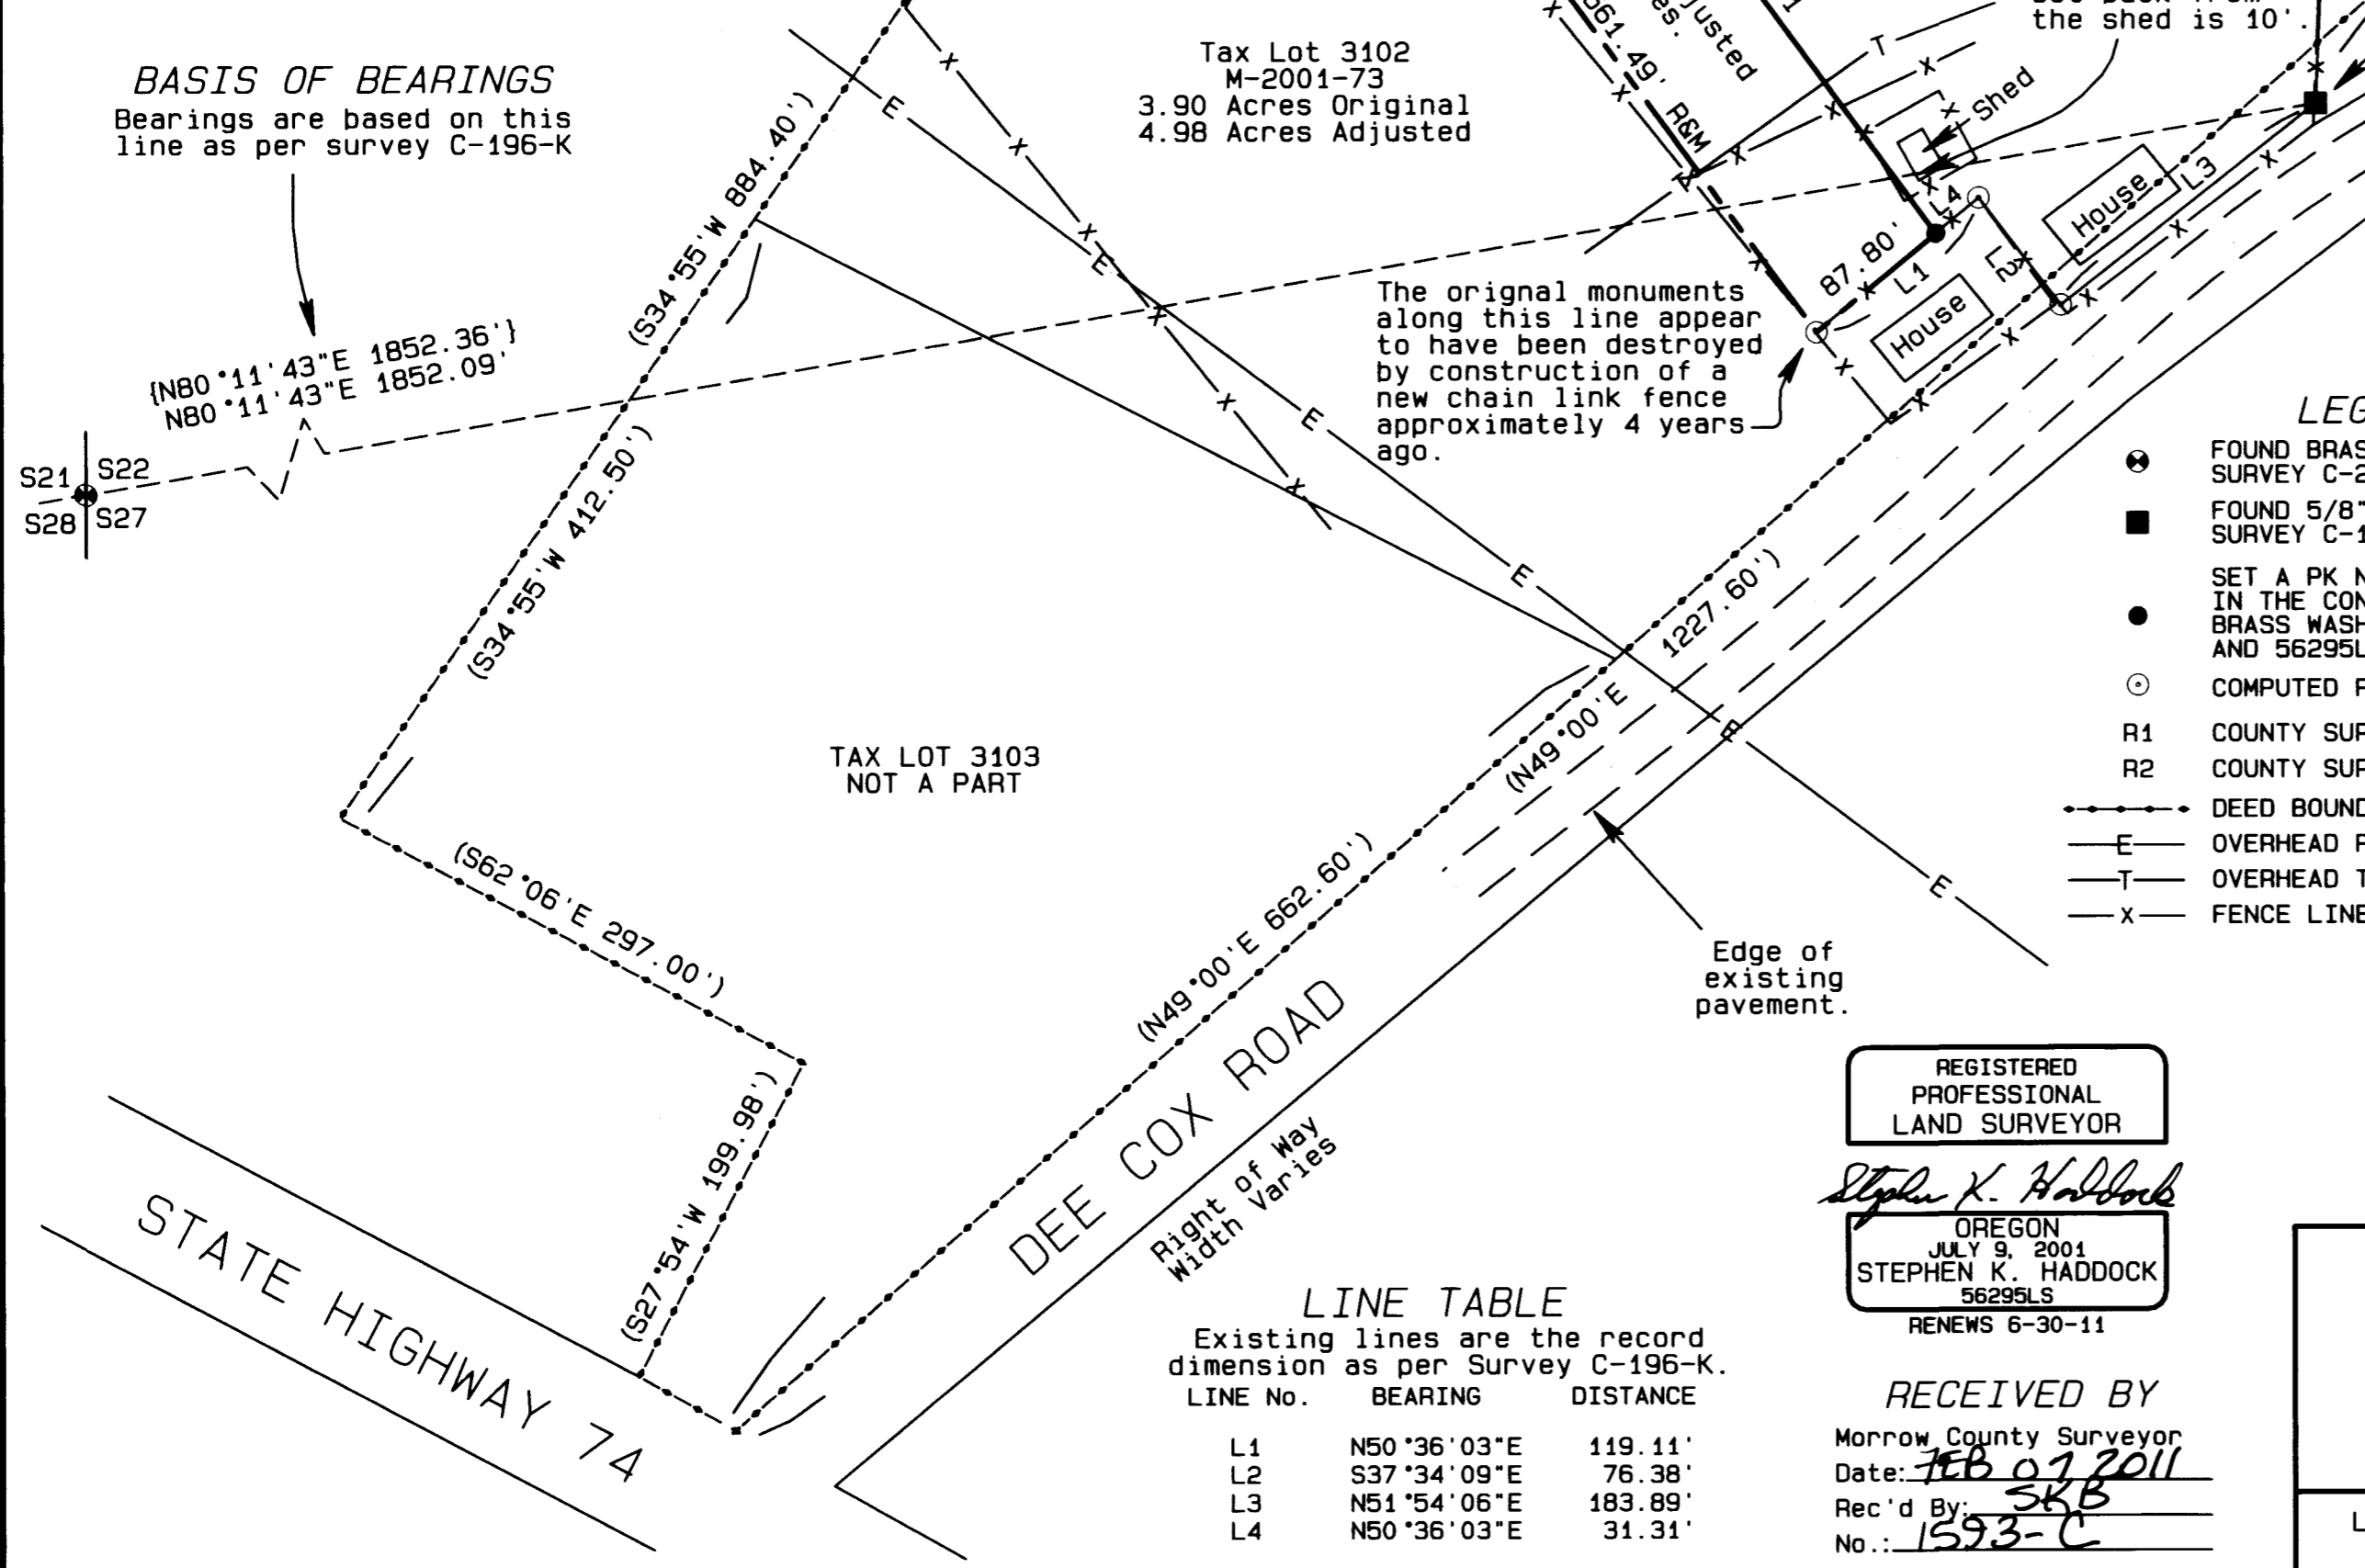 BASIS OF BEARINGS
Bearings are based on this
line as per survey C-196-K
{N80°11'43"E 1852.36'}
N80°11'43"E 1852.09'
S21
S22
S28
S27
(S34°55'W 884.40')
(S34°55'W 412.50')
Tax Lot 3102
M-2001-73
3.90 Acres Original
4.98 Acres Adjusted
the shed is 10'.
R&M
Shed
House
L3
L4
87.80'
L1
L2
House
The orignal monuments
along this line appear
to have been destroyed
by construction of a
new chain link fence
approximately 4 years
ago.
TAX LOT 3103
NOT A PART
(S62°06'E 297.00')
(S27°54'W 199.98')
(N49°00'E 662.60')
(N49°00'E 1227.60')
Edge of
existing
pavement.
DEE COX ROAD
Right of Way
Width Varies
STATE HIGHWAY 74
LEG
FOUND BRAS
SURVEY C-2
FOUND 5/8"
SURVEY C-1
SET A PK N
IN THE CON
BRASS WASH
AND 56295L
COMPUTED P
R1 COUNTY SUR
R2 COUNTY SUR
DEED BOUND
E OVERHEAD P
T OVERHEAD T
X FENCE LINE
LINE TABLE
Existing lines are the record
dimension as per Survey C-196-K.
LINE No. BEARING DISTANCE
L1 N50°36'03"E 119.11'
L2 S37°34'09"E 76.38'
L3 N51°54'06"E 183.89'
L4 N50°36'03"E 31.31'
REGISTERED
PROFESSIONAL
LAND SURVEYOR
Stephen K. Haddock
OREGON
JULY 9, 2001
STEPHEN K. HADDOCK
56295LS
RENEWS 6-30-11
RECEIVED BY
Morrow County Surveyor
Date: FEB 07 2011
Rec'd By: SKB
No.: 1593-C